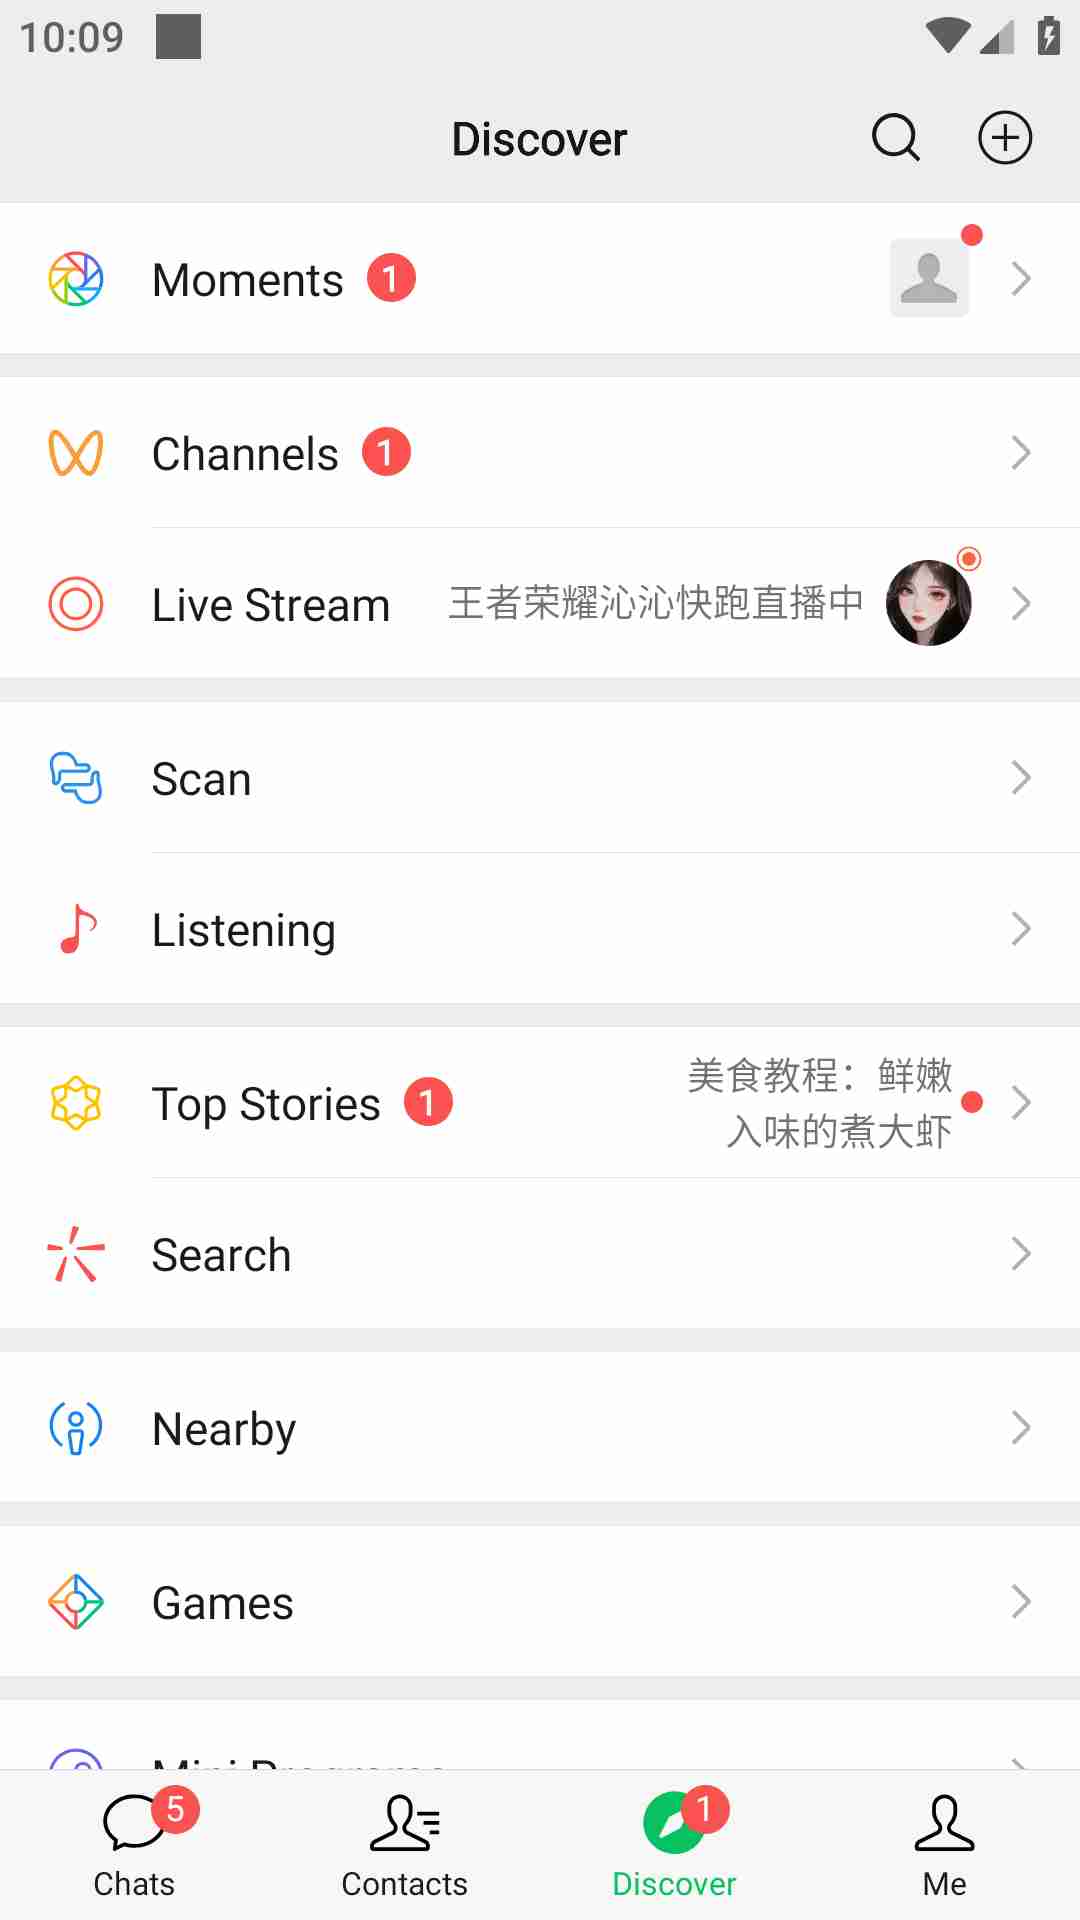 10:09
Discover
Moments 1
Channels 1
Live Stream 王者荣耀沁沁快跑直播中
Scan
Listening
Top Stories 1 美食教程：鲜嫩
入味的煮大虾
Search
Nearby
Games
Mini Programs
5 1
Chats Contacts Discover Me